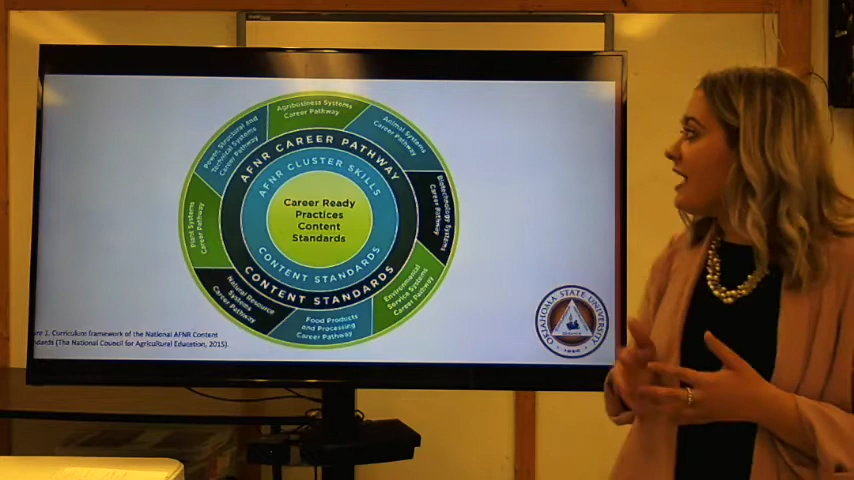 Agribusiness Systems
Career Pathway
Animal Systems
Career Pathway
Biotechnology Systems
Career Pathway
Environmental
Service Systems
Career Pathway
Food Products
and Processing
Career Pathway
Natural Resource
Systems
Career Pathway
Plant Systems
Career Pathway
Power, Structural and
Technical Systems
Career Pathway
AFNR CAREER PATHWAY
CONTENT STANDARDS
AFNR CLUSTER SKILLS
CONTENT STANDARDS
Career Ready
Practices
Content
Standards
ure 2. Curriculum framework of the National AFNR Content
ndards (The National Council for Agricultural Education, 2015).
OKLAHOMA STATE UNIVERSITY